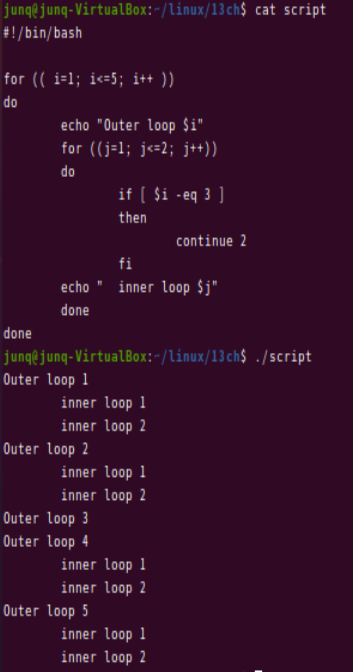 junq@junq-VirtualBox:~/linux/13ch$ cat script
#!/bin/bash

for (( i=1; i<=5; i++ ))
do
        echo "Outer loop $i"
        for ((j=1; j<=2; j++))
        do
                if [ $i -eq 3 ]
                then
                        continue 2
                fi
        echo "  inner loop $j"
        done
done
junq@junq-VirtualBox:~/linux/13ch$ ./script
Outer loop 1
        inner loop 1
        inner loop 2
Outer loop 2
        inner loop 1
        inner loop 2
Outer loop 3
Outer loop 4
        inner loop 1
        inner loop 2
Outer loop 5
        inner loop 1
        inner loop 2